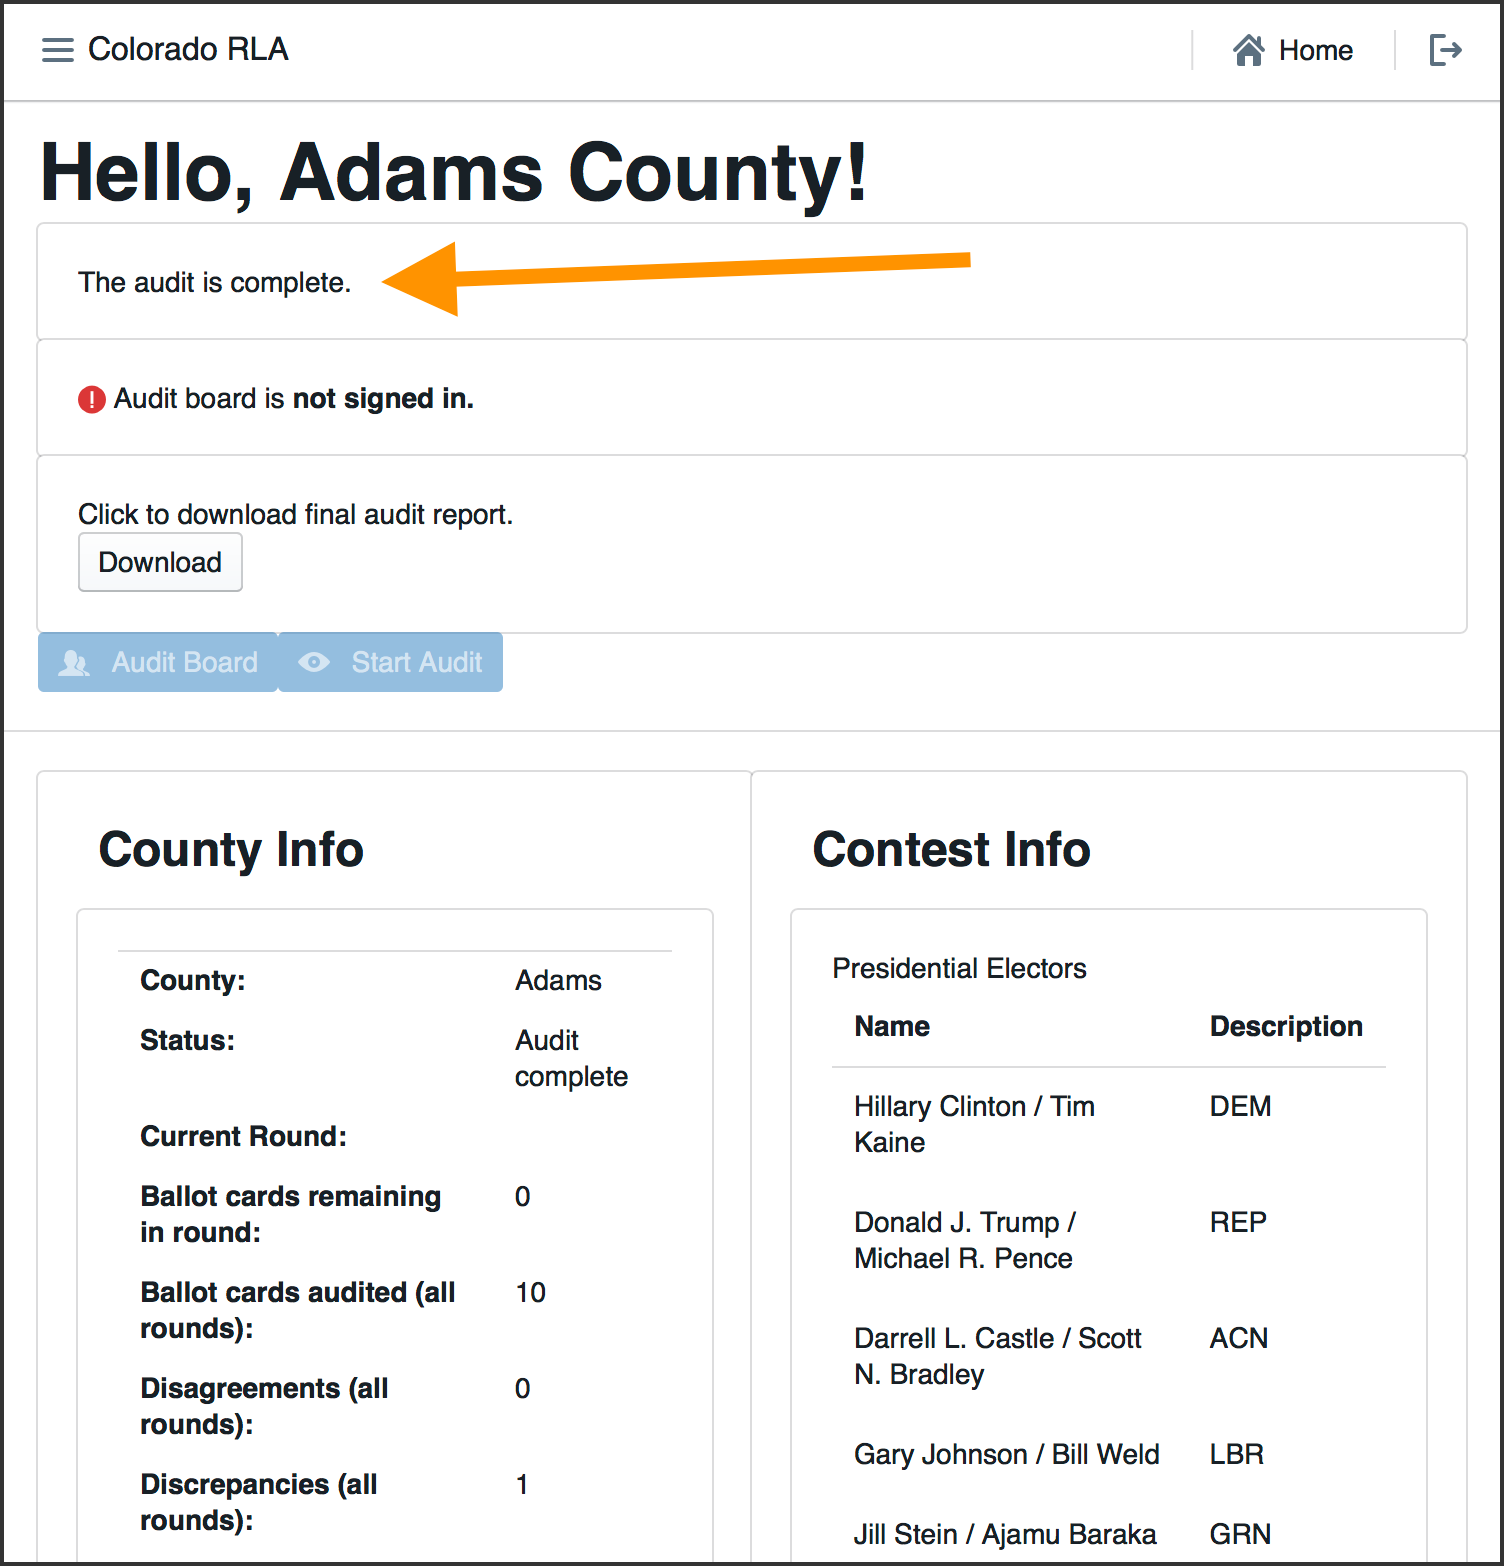 Colorado RLA
Home
Hello, Adams County!
The audit is complete.
Audit board is not signed in.
Click to download final audit report.
Download
Audit Board
Start Audit
County Info
County: Adams
Status: Audit
complete
Current Round:
Ballot cards remaining 0
in round:
Ballot cards audited (all 10
rounds):
Disagreements (all 0
rounds):
Discrepancies (all 1
rounds):
Contest Info
Presidential Electors
Name Description
Hillary Clinton / Tim DEM
Kaine
Donald J. Trump / REP
Michael R. Pence
Darrell L. Castle / Scott ACN
N. Bradley
Gary Johnson / Bill Weld LBR
Jill Stein / Ajamu Baraka GRN